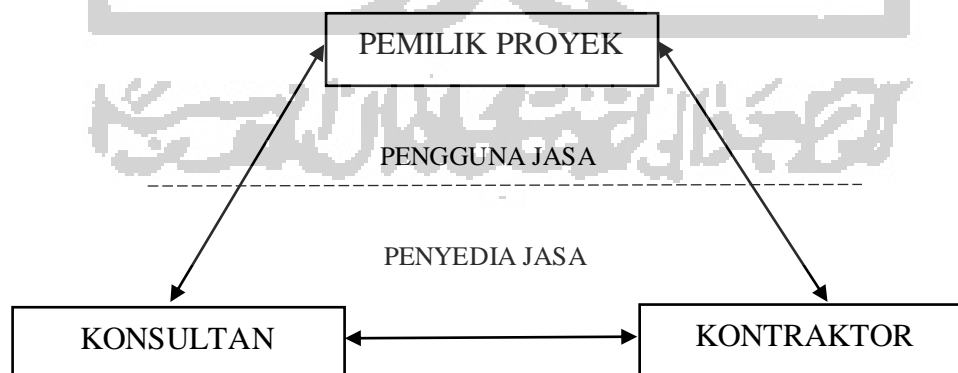 PEMILIK PROYEK
PENGGUNA JASA
PENYEDIA JASA
KONSULTAN
KONTRAKTOR